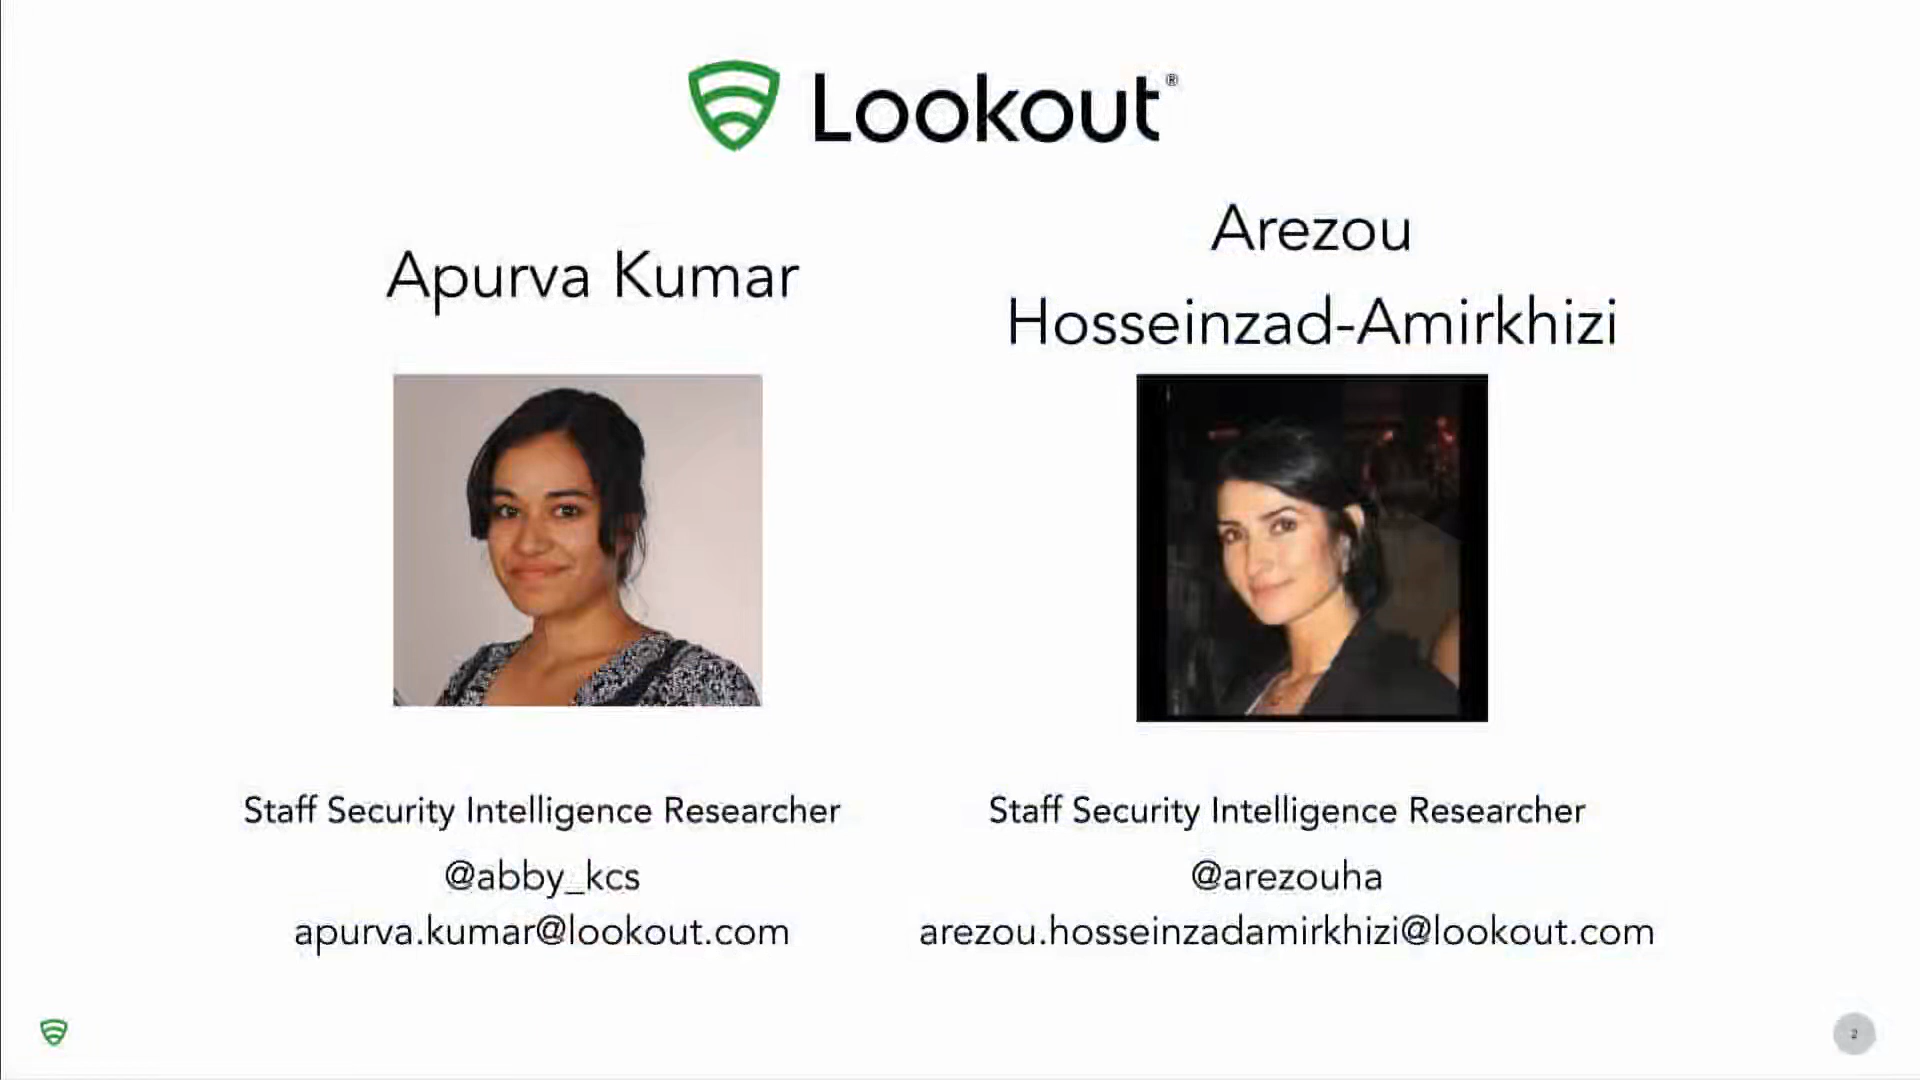 Lookout®
Apurva Kumar
Arezou
Hosseinzad-Amirkhizi
Staff Security Intelligence Researcher
@abby_kcs
apurva.kumar@lookout.com
Staff Security Intelligence Researcher
@arezouha
arezou.hosseinzadamirkhizi@lookout.com
2